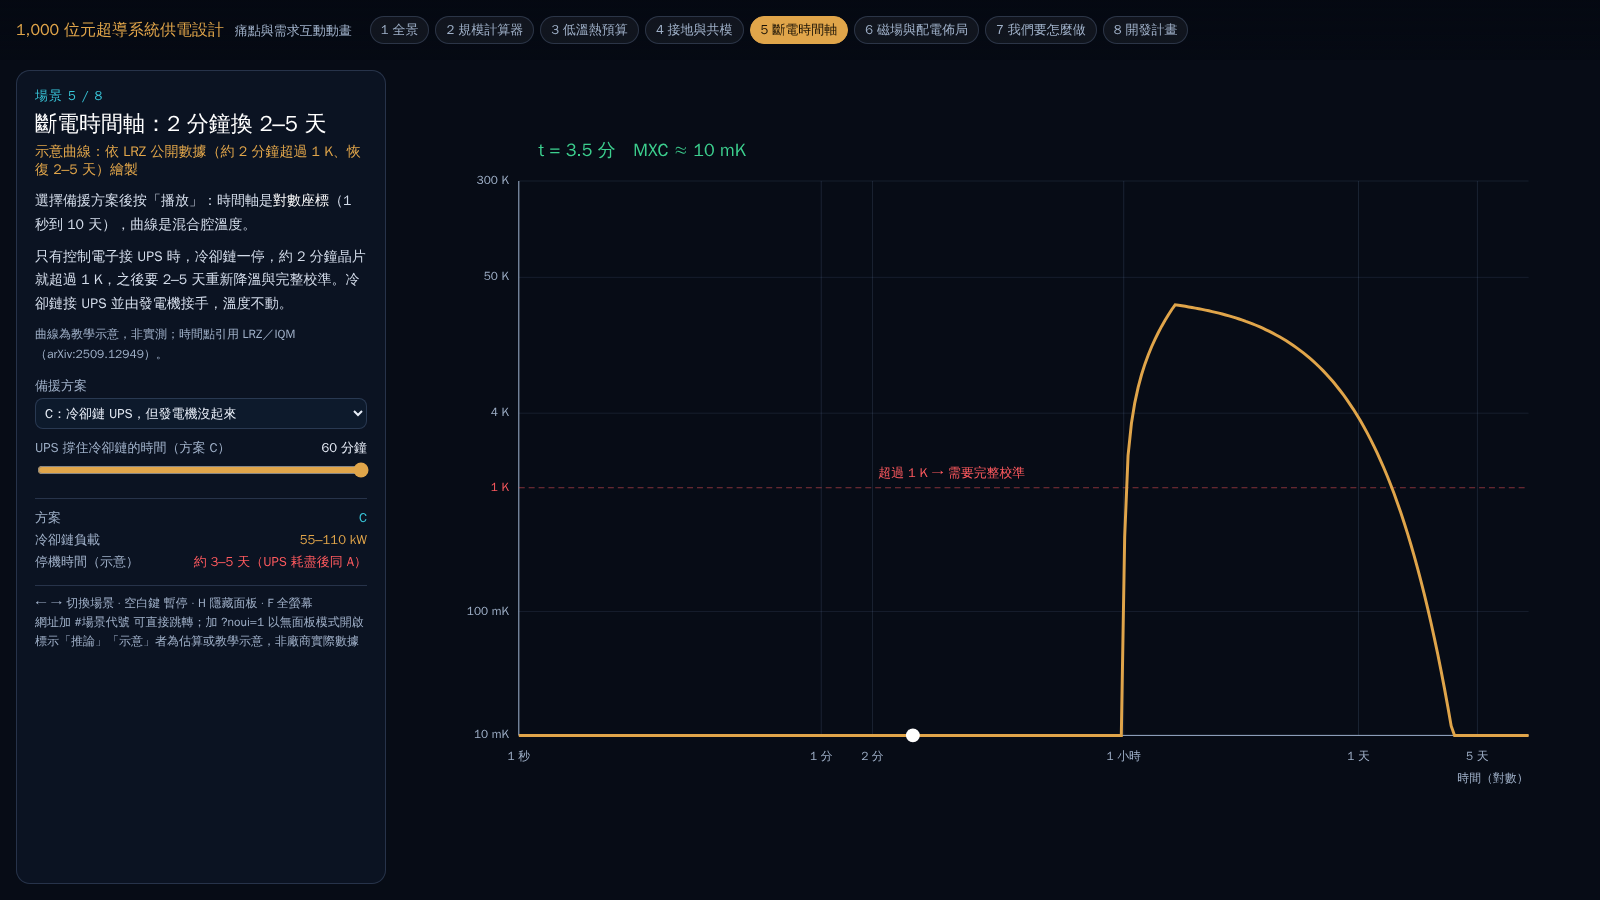 1,000 位元超導系統供電設計 痛點與需求互動動畫 1 全景 2 規模計算器 3 低溫熱預算 4 接地與共模 5 斷電時間軸 6 磁場與配電佈局 7 我們要怎麼做 8 開發計畫
場景 5 / 8
斷電時間軸：2 分鐘換 2–5 天
示意曲線：依 LRZ 公開數據（約 2 分鐘超過 1 K、恢
復 2–5 天）繪製
選擇備援方案後按「播放」：時間軸是對數座標（1
秒到 10 天），曲線是混合腔溫度。
只有控制電子接 UPS 時，冷卻鏈一停，約 2 分鐘晶片
就超過 1 K，之後要 2–5 天重新降溫與完整校準。冷
卻鏈接 UPS 並由發電機接手，溫度不動。
曲線為教學示意，非實測；時間點引用 LRZ／IQM
（arXiv:2509.12949）。
備援方案
C：冷卻鏈 UPS，但發電機沒起來
UPS 撐住冷卻鏈的時間（方案 C） 60 分鐘
方案 C
冷卻鏈負載 55–110 kW
停機時間（示意） 約 3–5 天（UPS 耗盡後同 A）
← → 切換場景 · 空白鍵 暫停 · H 隱藏面板 · F 全螢幕
網址加 #場景代號 可直接跳轉；加 ?noui=1 以無面板模式開啟
標示「推論」「示意」者為估算或教學示意，非廠商實際數據
t = 3.5 分 MXC ≈ 10 mK
300 K
50 K
4 K
超過 1 K → 需要完整校準
1 K
100 mK
10 mK
1 秒 1 分 2 分 1 小時 1 天 5 天
時間（對數）